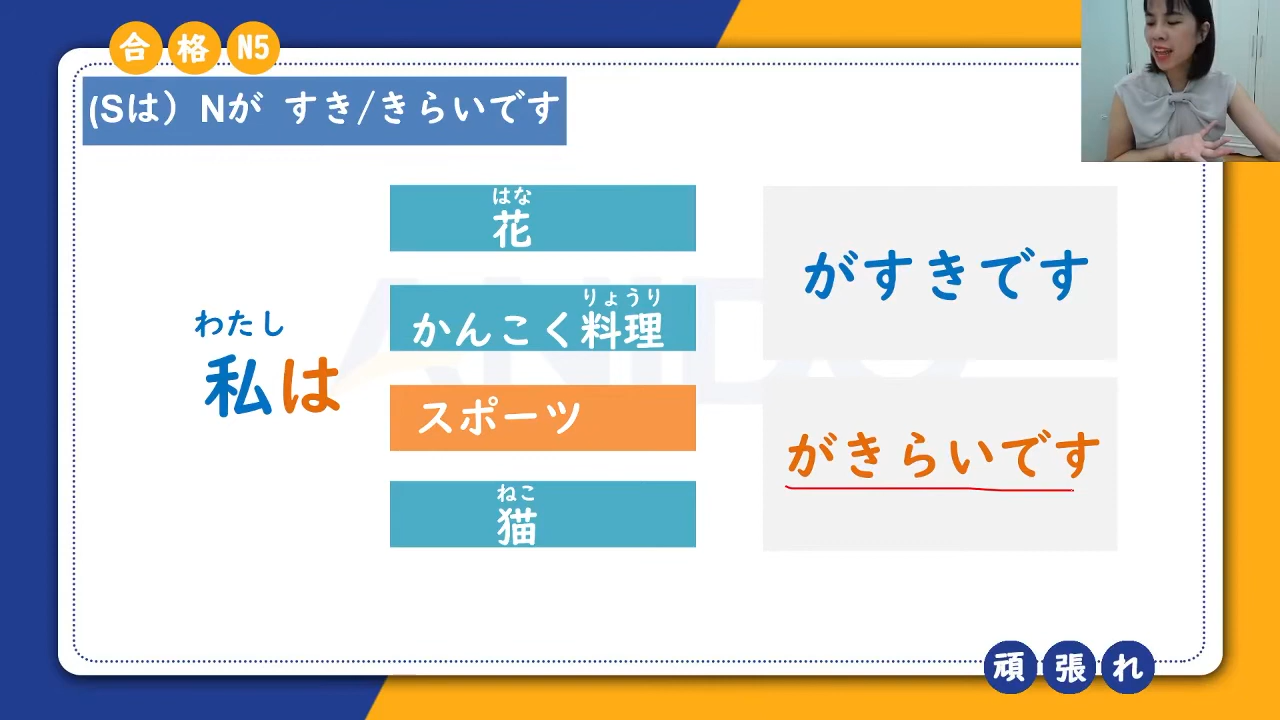 合格N5
(Sは）Nが すき/きらいです
はな
花
りょうり
かんこく料理
わたし
私は
スポーツ
ねこ
猫
がすきです
がきらいです
頑張れ